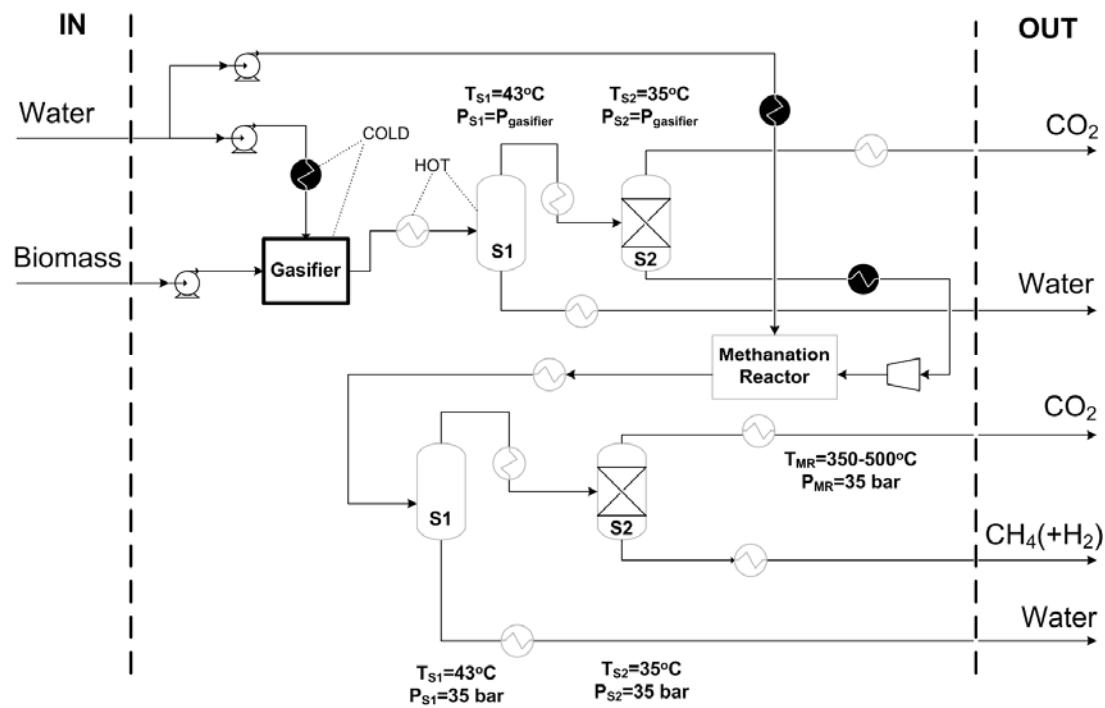 IN
OUT
Water
T_S1=43°C
P_S1=P_gasifier
T_S2=35°C
P_S2=P_gasifier
CO₂
COLD
HOT
Biomass
Gasifier
S1
S2
Water
Methanation
Reactor
CO₂
T_MR=350-500°C
P_MR=35 bar
S1
S2
CH₄(+H₂)
Water
T_S1=43°C
P_S1=35 bar
T_S2=35°C
P_S2=35 bar